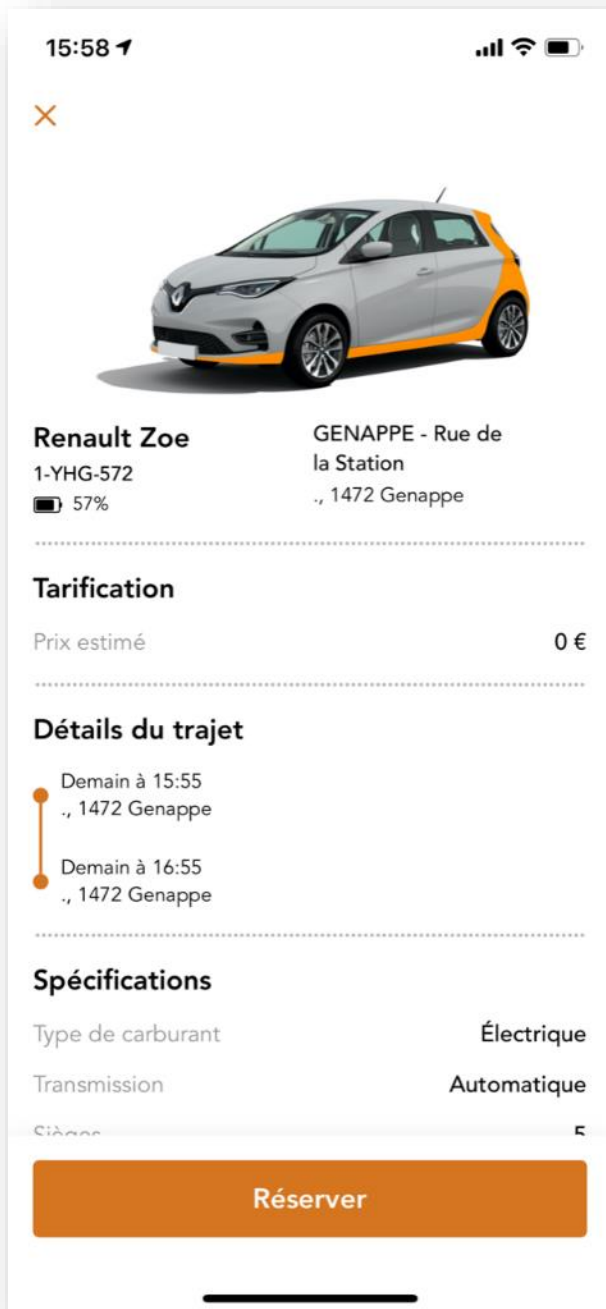 15:58
Renault Zoe
1-YHG-572
57%
GENAPPE - Rue de
la Station
., 1472 Genappe
Tarification
Prix estimé 0 €
Détails du trajet
Demain à 15:55
., 1472 Genappe
Demain à 16:55
., 1472 Genappe
Spécifications
Type de carburant Électrique
Transmission Automatique
Sièges 5
Réserver